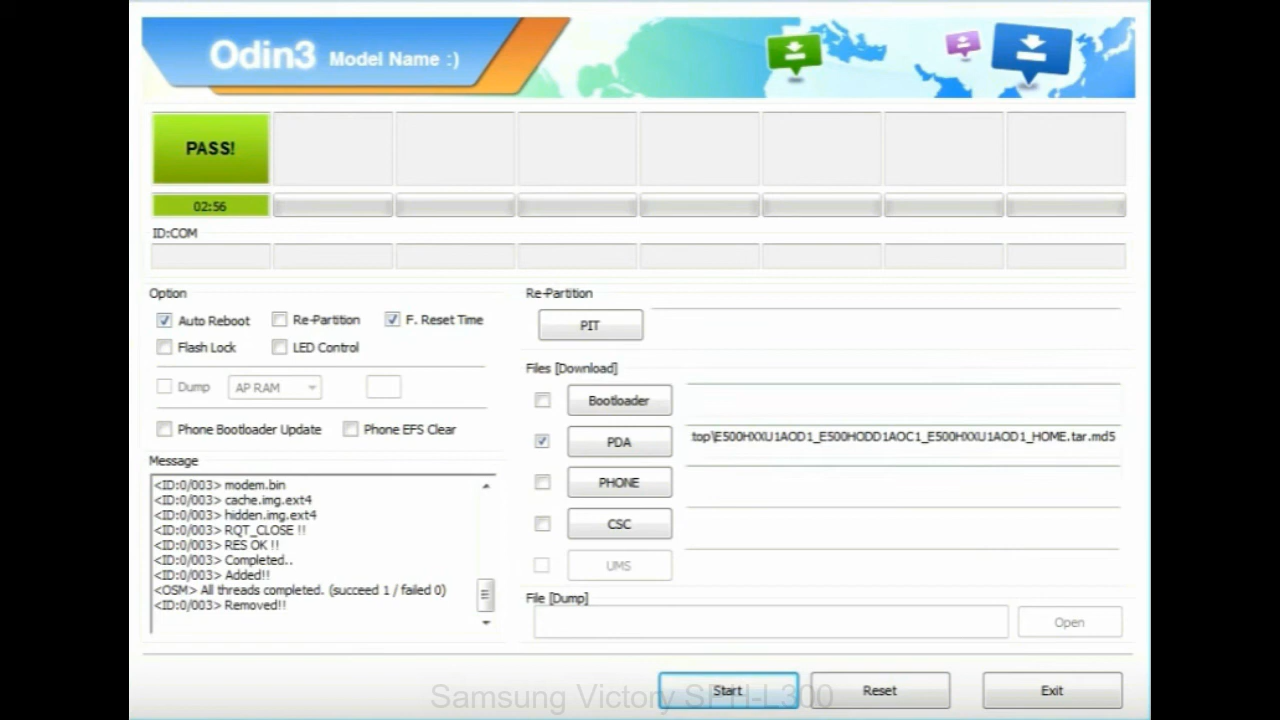 Odin3 Model Name :)
PASS!
02:56
ID:COM
Option
Auto Reboot Re-Partition F. Reset Time
Flash Lock LED Control
Dump AP RAM
Phone Bootloader Update Phone EFS Clear
Message
<ID:0/003> modem.bin
<ID:0/003> cache.img.ext4
<ID:0/003> hidden.img.ext4
<ID:0/003> RQT_CLOSE !!
<ID:0/003> RES OK !!
<ID:0/003> Completed..
<ID:0/003> Added!!
<OSM> All threads completed. (succeed 1 / failed 0)
<ID:0/003> Removed!!
Re-Partition
PIT
Files [Download]
Bootloader
PDA top\E500HXXU1AOD1_E500HODD1AOC1_E500HXXU1AOD1_HOME.tar.md5
PHONE
CSC
UMS
File [Dump]
Open
Start Reset Exit
Samsung Victory SPH-L300